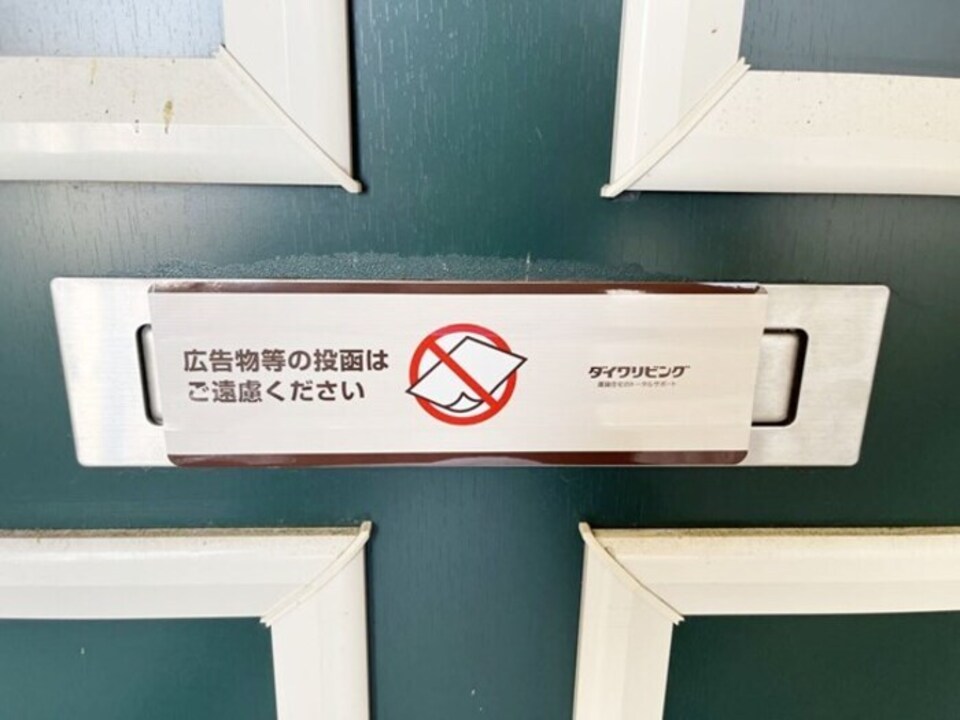 広告物等の投函は
ご遠慮ください
ダイワリビング